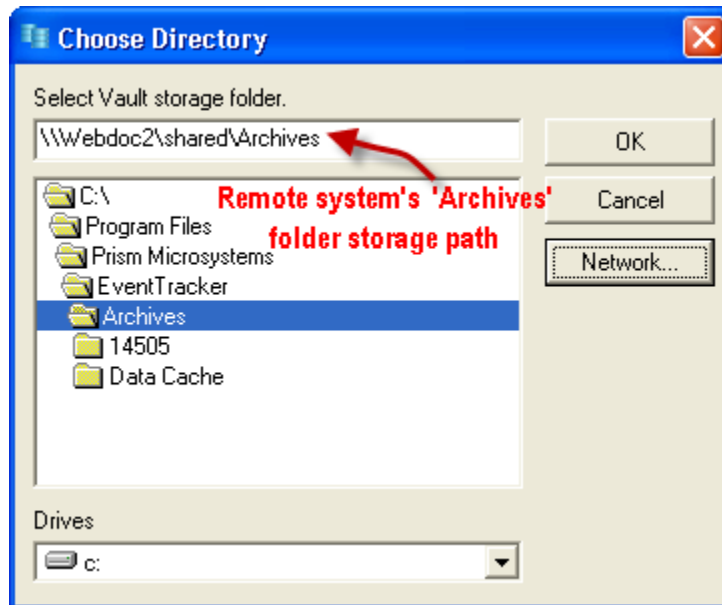 Choose Directory
Select Vault storage folder.
\\Webdoc2\shared\Archives
OK
Cancel
Network...
C:\
Program Files
Prism Microsystems
EventTracker
Archives
14505
Data Cache
Remote system's 'Archives'
folder storage path
Drives
c: